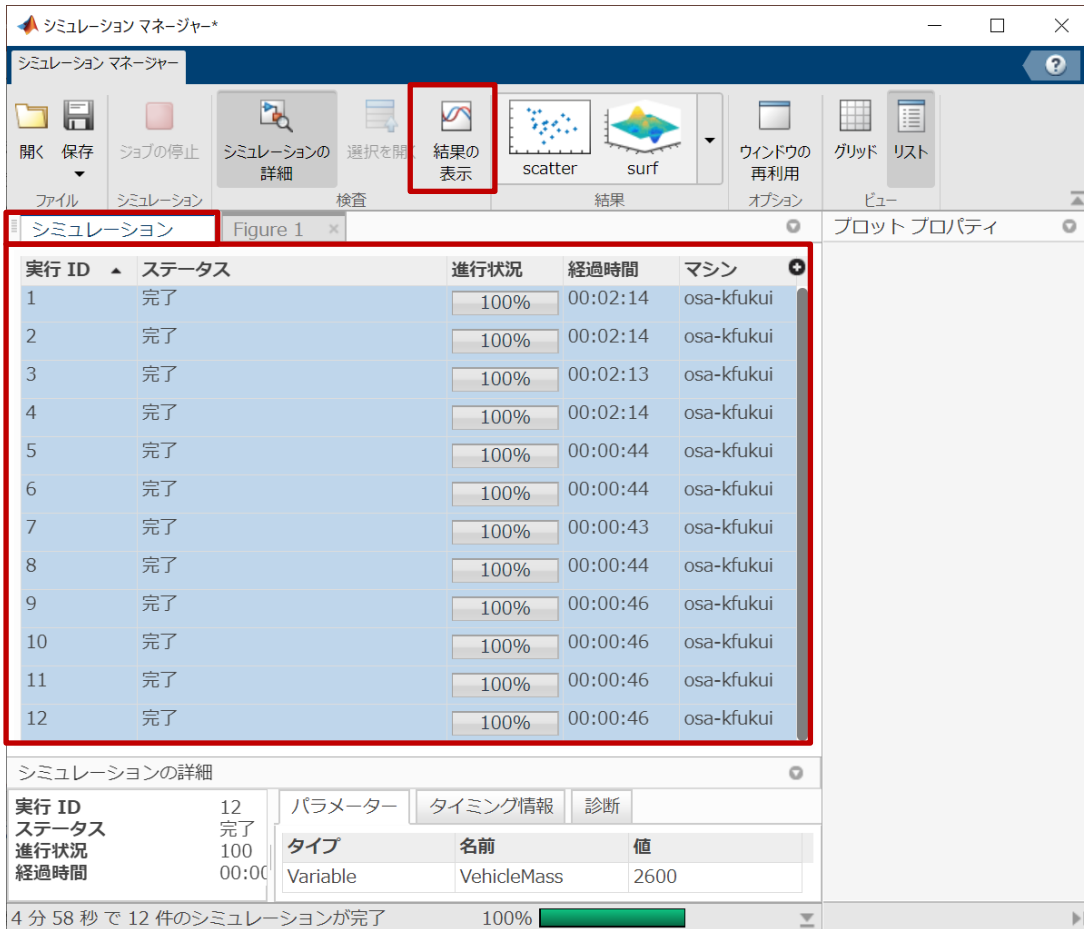 シミュレーション マネージャー*
シミュレーション マネージャー
?
開く 保存 ジョブの停止 シミュレーションの詳細 選択を開く 結果の表示 scatter surf ウィンドウの再利用 グリッド リスト
ファイル シミュレーション 検査 結果 オプション ビュー
シミュレーション Figure 1 × プロット プロパティ
実行 ID ステータス 進行状況 経過時間 マシン
1 完了 100% 00:02:14 osa-kfukui
2 完了 100% 00:02:14 osa-kfukui
3 完了 100% 00:02:13 osa-kfukui
4 完了 100% 00:02:14 osa-kfukui
5 完了 100% 00:00:44 osa-kfukui
6 完了 100% 00:00:44 osa-kfukui
7 完了 100% 00:00:43 osa-kfukui
8 完了 100% 00:00:44 osa-kfukui
9 完了 100% 00:00:46 osa-kfukui
10 完了 100% 00:00:46 osa-kfukui
11 完了 100% 00:00:46 osa-kfukui
12 完了 100% 00:00:46 osa-kfukui
シミュレーションの詳細
実行 ID 12
ステータス 完了
進行状況 100
経過時間 00:00
パラメーター タイミング情報 診断
タイプ 名前 値
Variable VehicleMass 2600
4 分 58 秒 で 12 件のシミュレーションが完了 100%